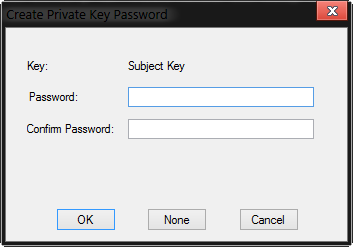 Create Private Key Password
Key: Subject Key
Password:
Confirm Password:
OK None Cancel